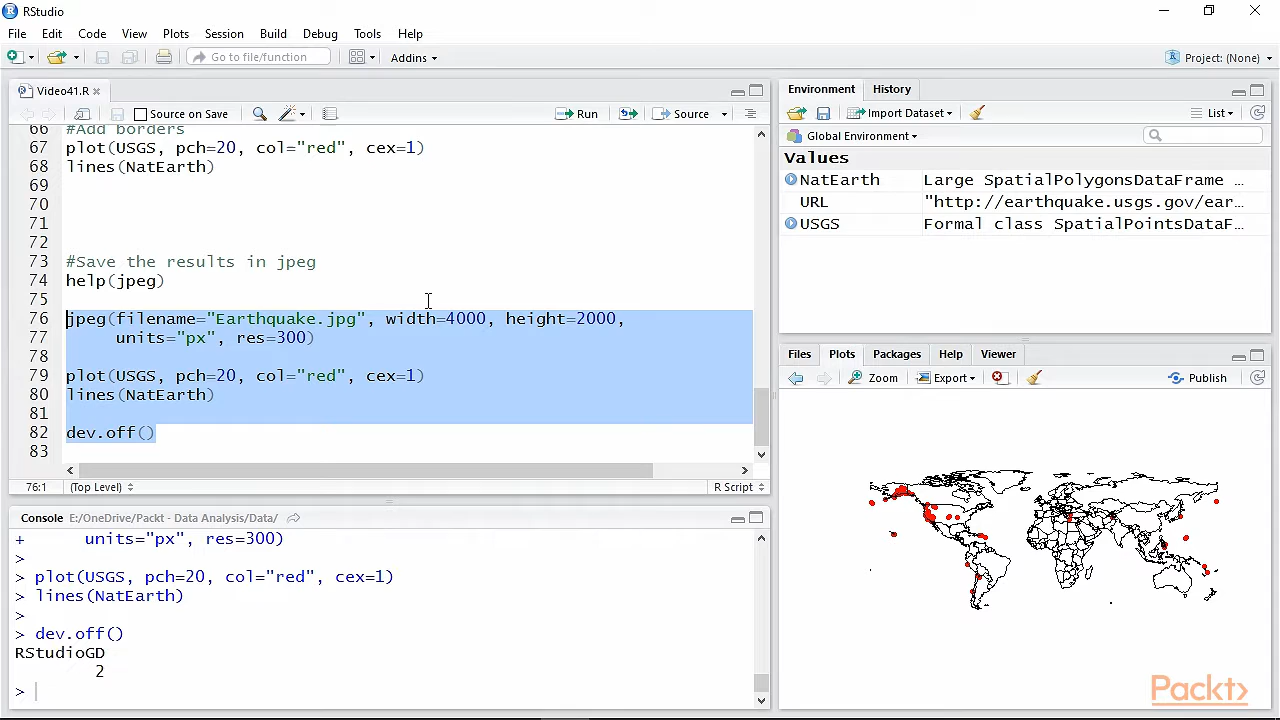 RStudio
File Edit Code View Plots Session Build Debug Tools Help
Go to file/function Addins Project: (None)
Video41.R
Source on Save Run Source
66 #Add borders
67 plot(USGS, pch=20, col="red", cex=1)
68 lines(NatEarth)
69
70
71
72
73 #Save the results in jpeg
74 help(jpeg)
75
76 jpeg(filename="Earthquake.jpg", width=4000, height=2000,
77 units="px", res=300)
78
79 plot(USGS, pch=20, col="red", cex=1)
80 lines(NatEarth)
81
82 dev.off()
83
76:1 (Top Level) R Script
Console E:/OneDrive/Packt - Data Analysis/Data/
+ units="px", res=300)
>
> plot(USGS, pch=20, col="red", cex=1)
> lines(NatEarth)
>
> dev.off()
RStudioGD
2
>
Environment History
Import Dataset List
Global Environment
Values
NatEarth Large SpatialPolygonsDataFrame …
URL "http://earthquake.usgs.gov/ear…
USGS Formal class SpatialPointsDataF…
Files Plots Packages Help Viewer
Zoom Export Publish
Packt